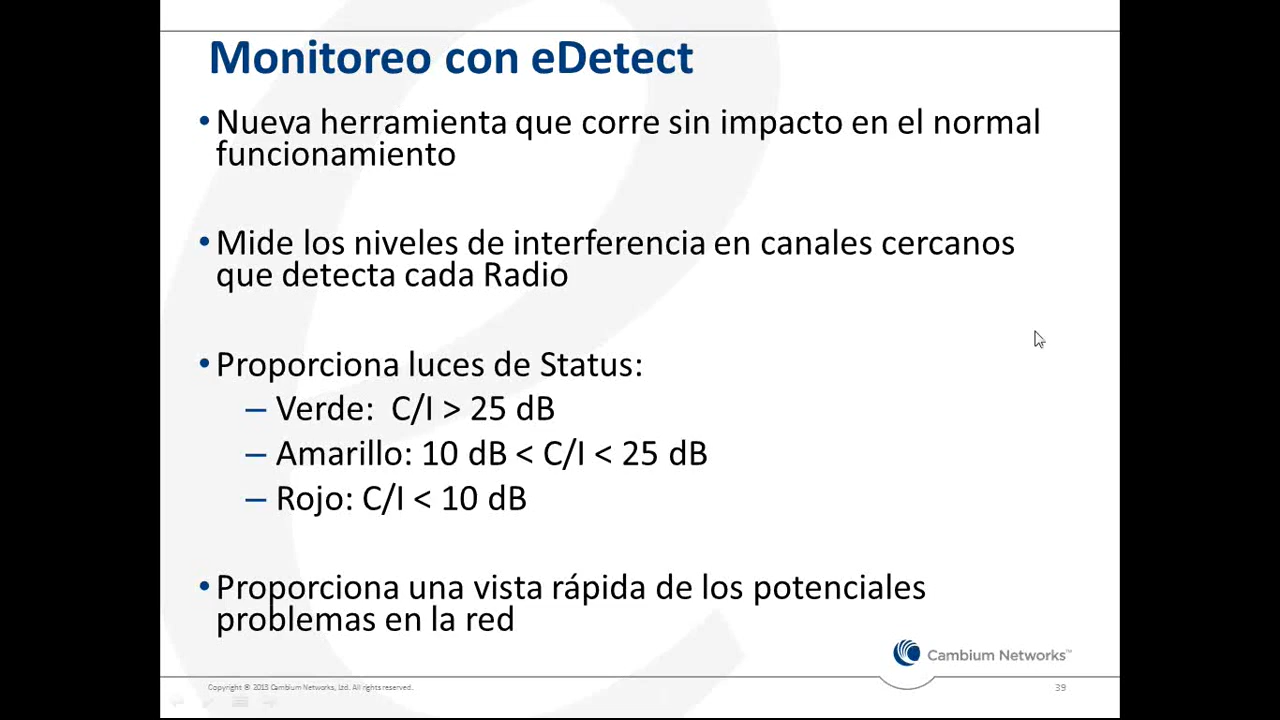 Monitoreo con eDetect
•Nueva herramienta que corre sin impacto en el normal
funcionamiento
•Mide los niveles de interferencia en canales cercanos
que detecta cada Radio
•Proporciona luces de Status:
– Verde: C/I > 25 dB
– Amarillo: 10 dB < C/I < 25 dB
– Rojo: C/I < 10 dB
•Proporciona una vista rápida de los potenciales
problemas en la red
Cambium Networks™
Copyright ® 2013 Cambium Networks, Ltd. All rights reserved.
39